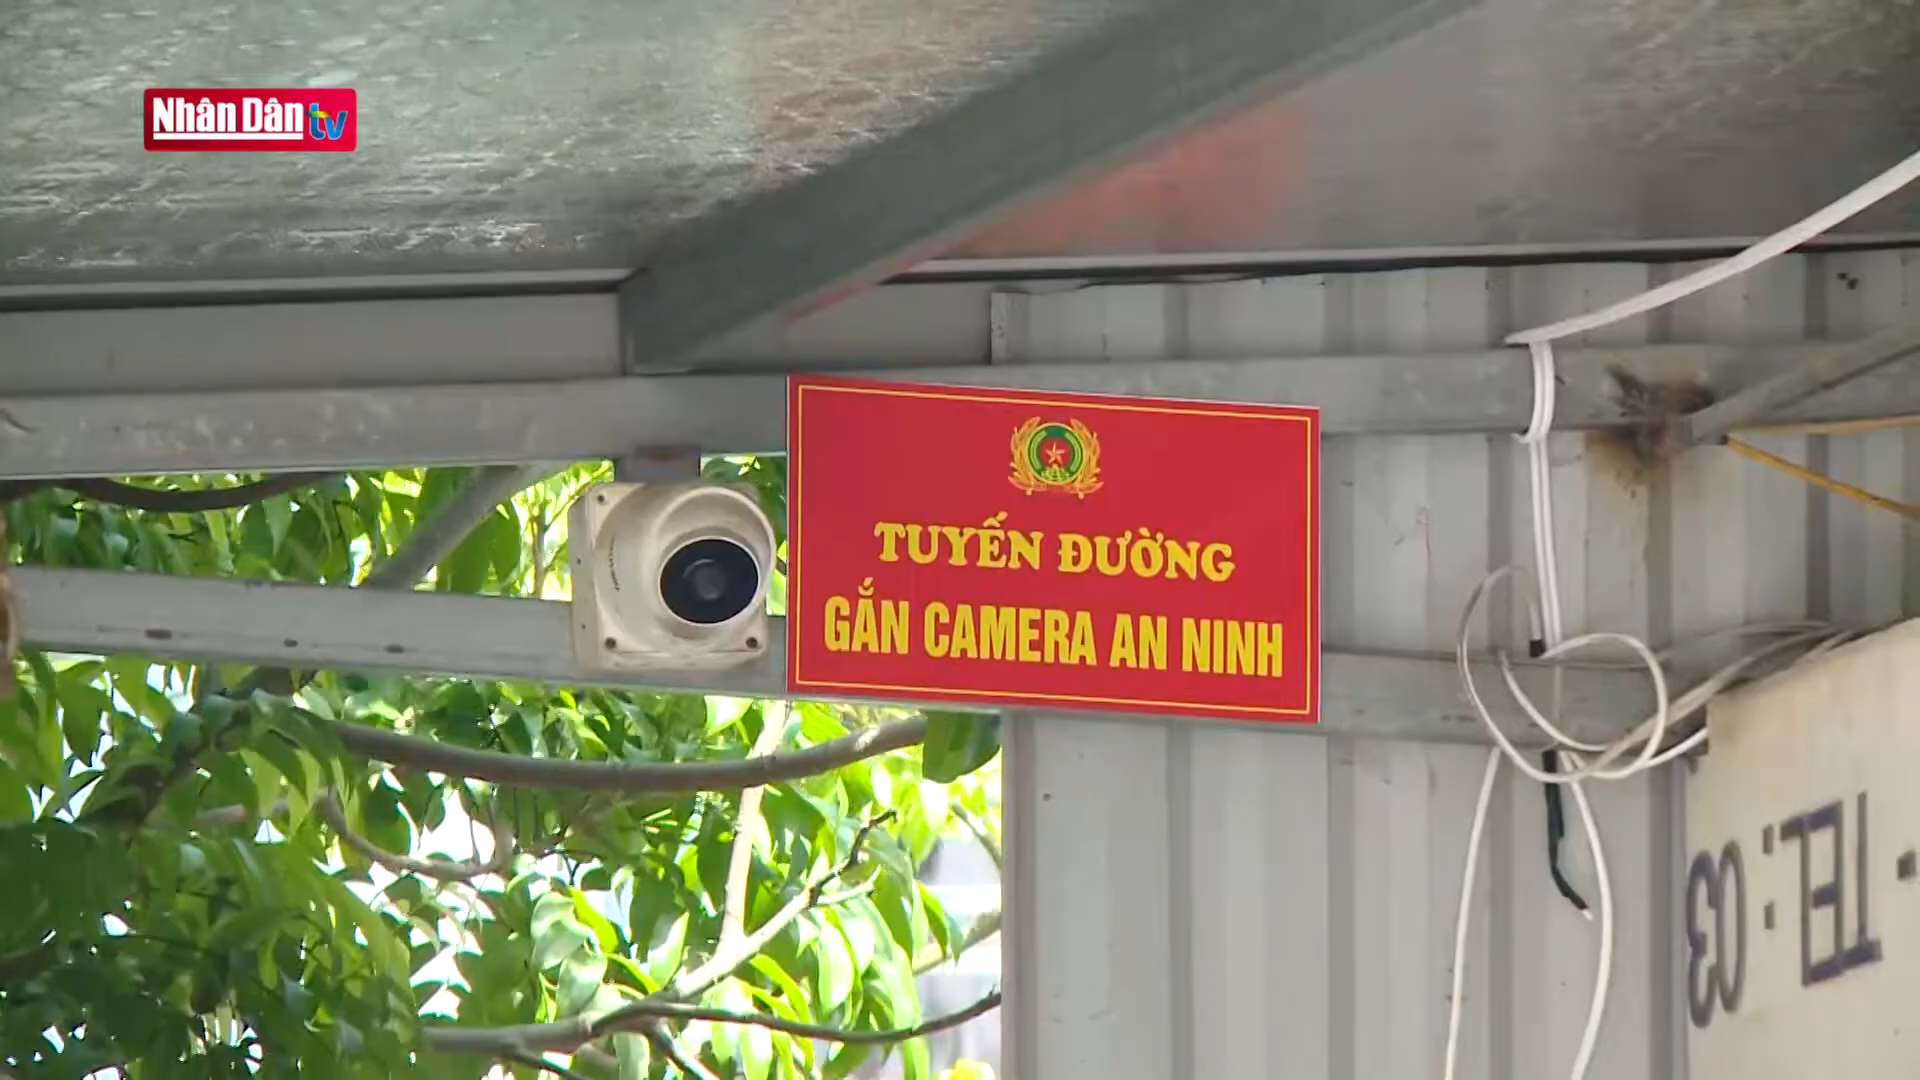 Nhân Dân tv
TUYẾN ĐƯỜNG
GẮN CAMERA AN NINH
- TEL : 03